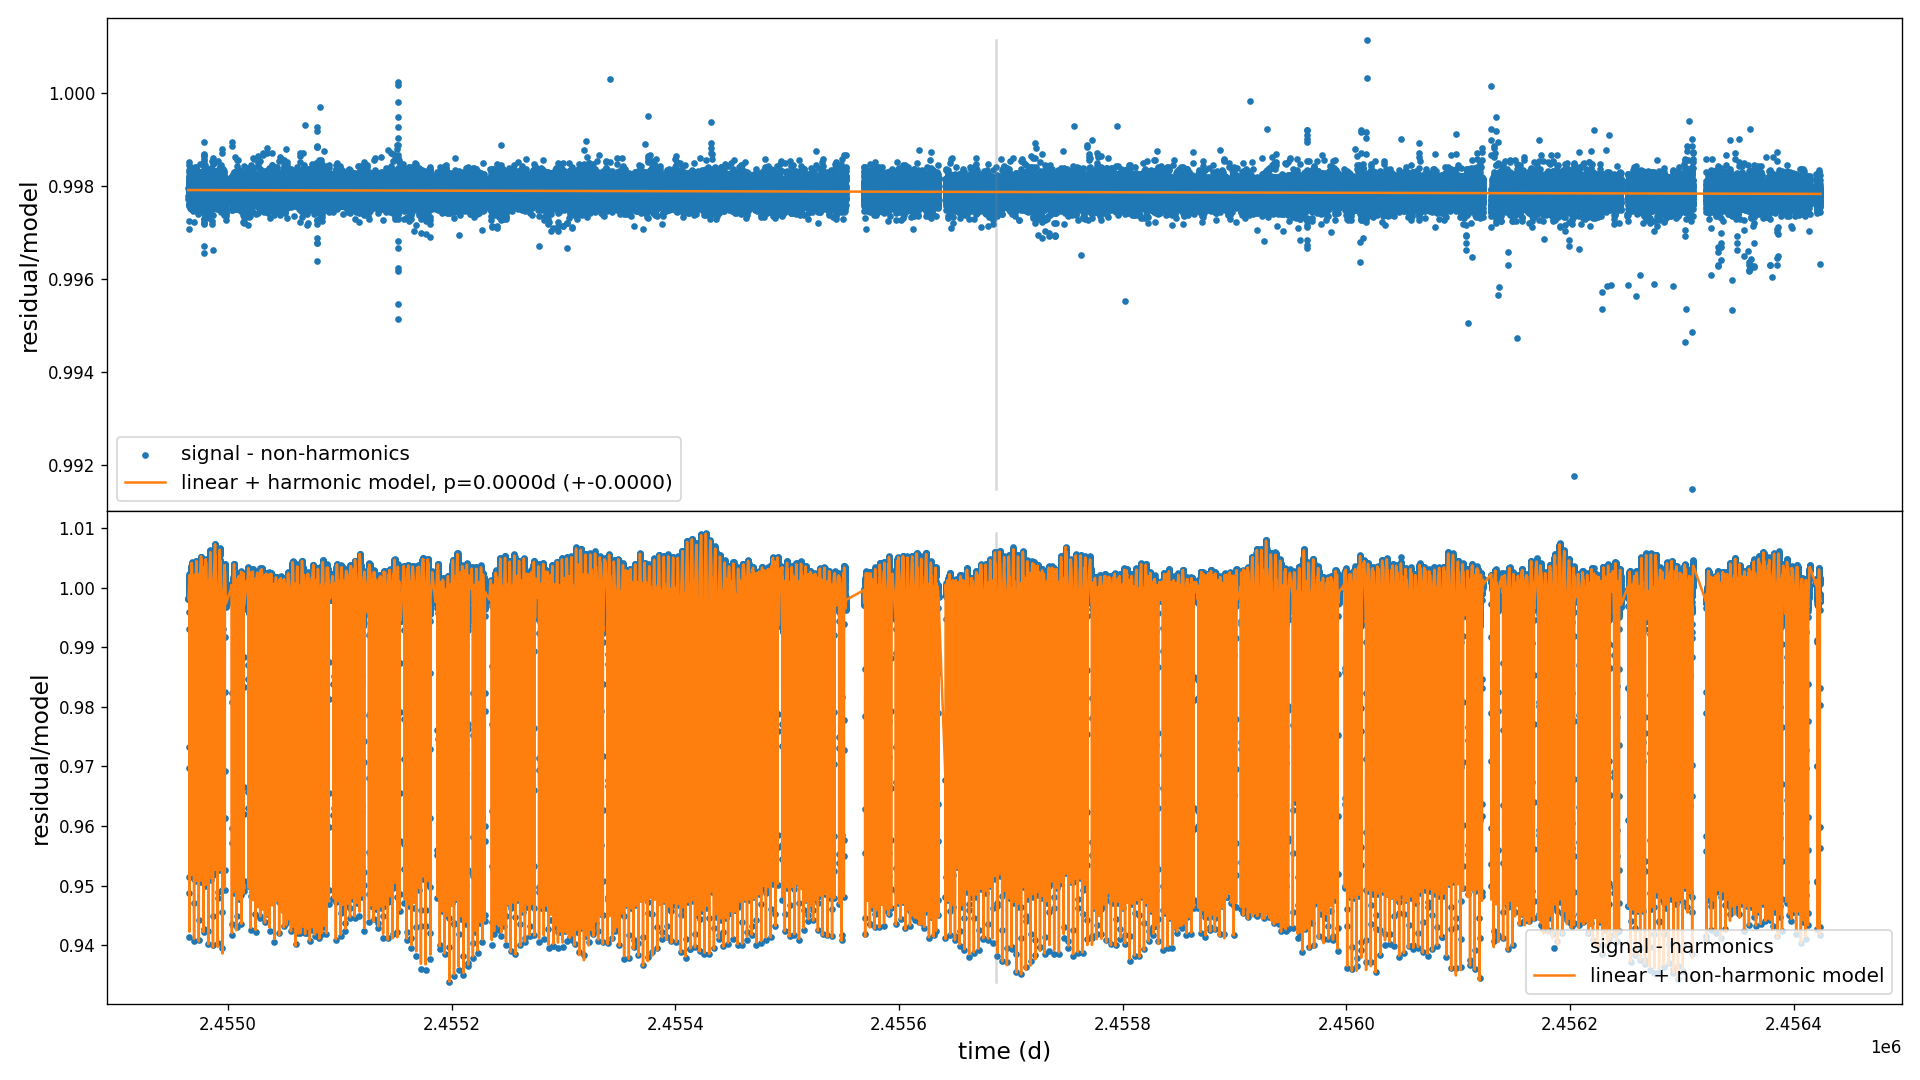 residual/model
1.000
0.998
0.996
0.994
0.992
signal - non-harmonics
linear + harmonic model, p=0.0000d (+-0.0000)
residual/model
1.01
1.00
0.99
0.98
0.97
0.96
0.95
0.94
signal - harmonics
linear + non-harmonic model
2.4550 2.4552 2.4554 2.4556 2.4558 2.4560 2.4562 2.4564
time (d)
1e6